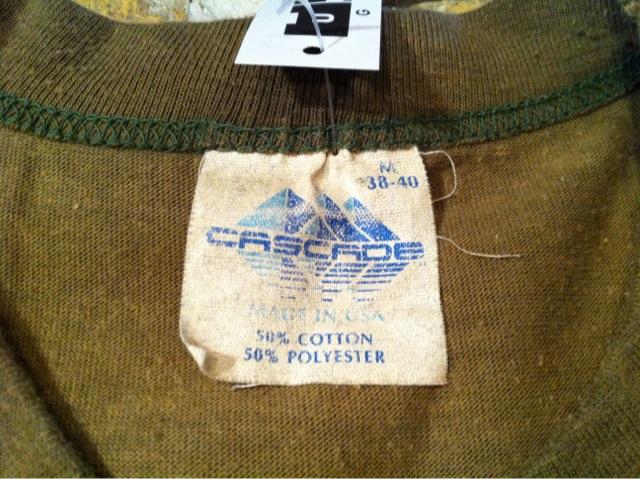 G
M
38-40
CASCADE
MADE IN USA
50% COTTON
50% POLYESTER